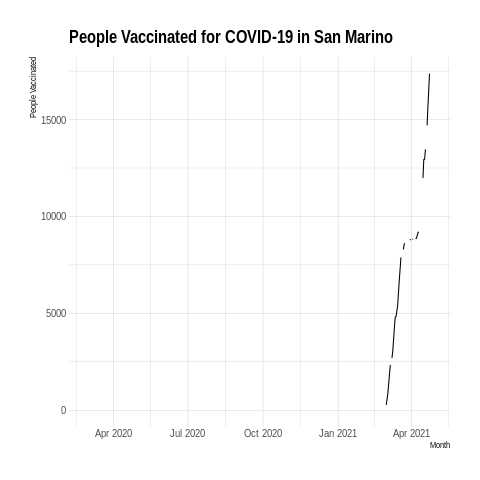 People Vaccinated for COVID-19 in San Marino
People Vaccinated
15000
10000
5000
0
Apr 2020 Jul 2020 Oct 2020 Jan 2021 Apr 2021
Month